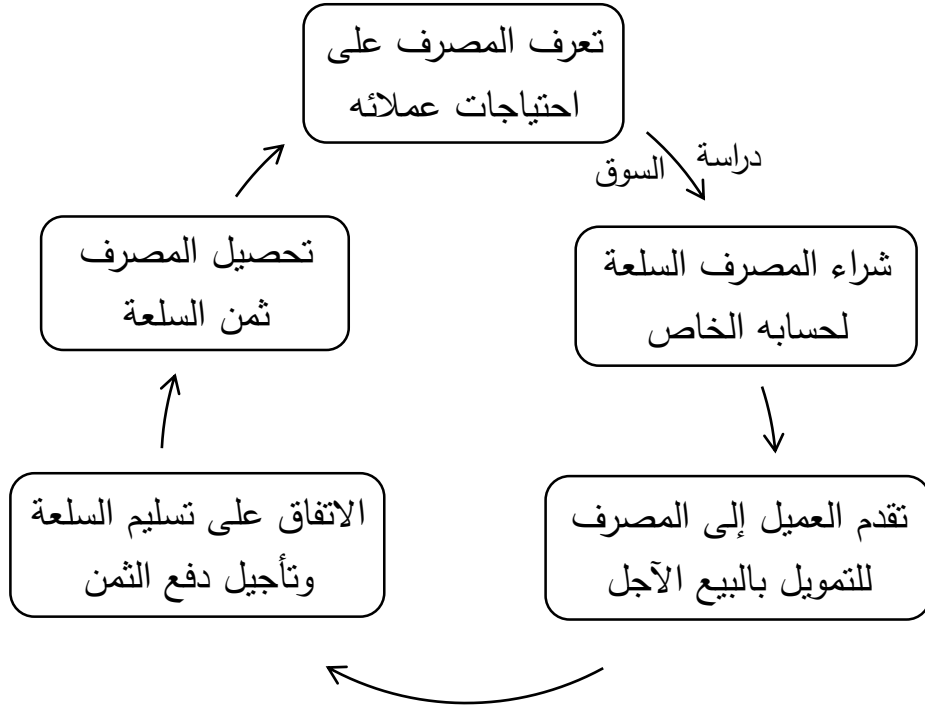 تعرف المصرف على
احتياجات عملائه
دراسة
السوق
شراء المصرف السلعة
لحسابه الخاص
تقدم العميل إلى المصرف
للتمويل بالبيع الآجل
الاتفاق على تسليم السلعة
وتأجيل دفع الثمن
تحصيل المصرف
ثمن السلعة